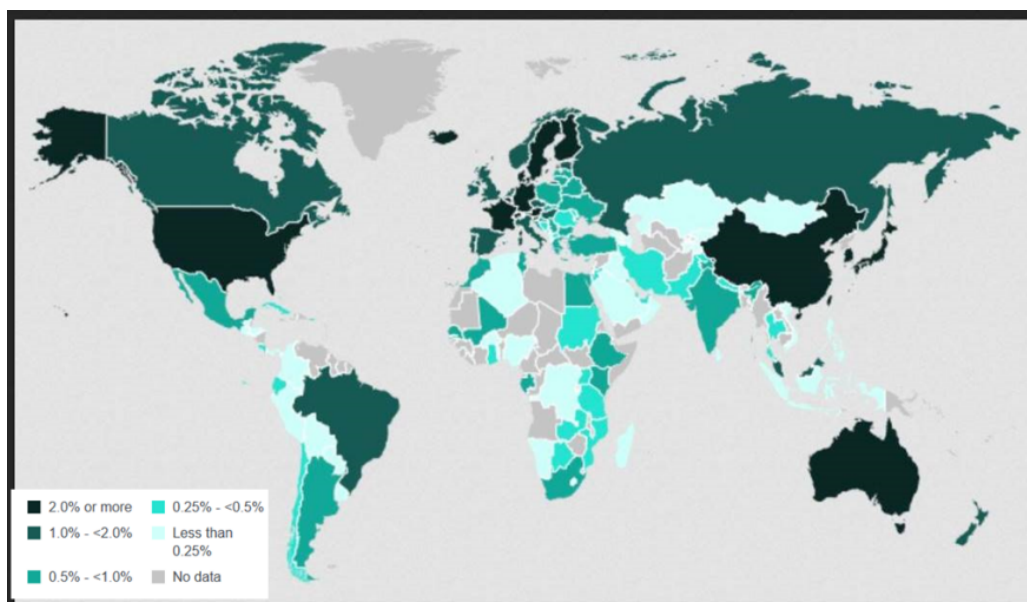 2.0% or more
0.25% - <0.5%
1.0% - <2.0%
Less than
0.25%
0.5% - <1.0%
No data